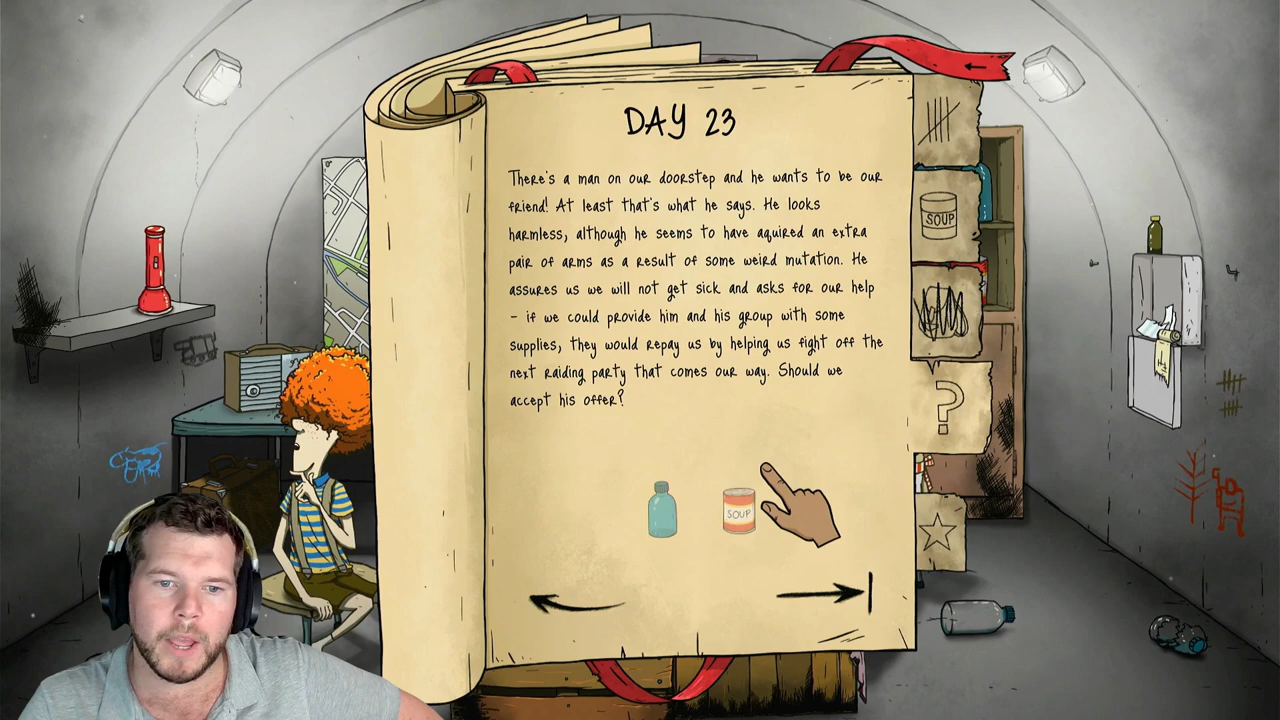 DAY 23
There's a man on our doorstep and he wants to be our
friend! At least that's what he says. He looks
harmless, although he seems to have aquired an extra
pair of arms as a result of some weird mutation. He
assures us we will not get sick and asks for our help
- if we could provide him and his group with some
supplies, they would repay us by helping us fight off the
next raiding party that comes our way. Should we
accept his offer?
SOUP
SOUP
?